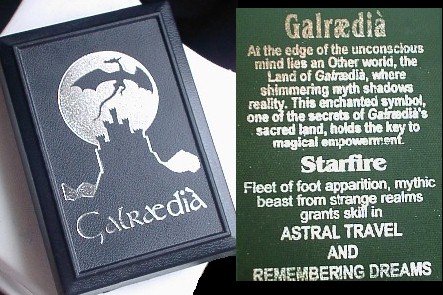 Galrædià
Galrædià
At the edge of the unconscious
mind lies an Other world, the
Land of Galrædià, where
shimmering myth shadows
reality. This enchanted symbol,
one of the secrets of Galrædià's
sacred land, holds the key to
magical empowerment.
Starfire
Fleet of foot apparition, mythic
beast from strange realms
grants skill in
ASTRAL TRAVEL
AND
REMEMBERING DREAMS